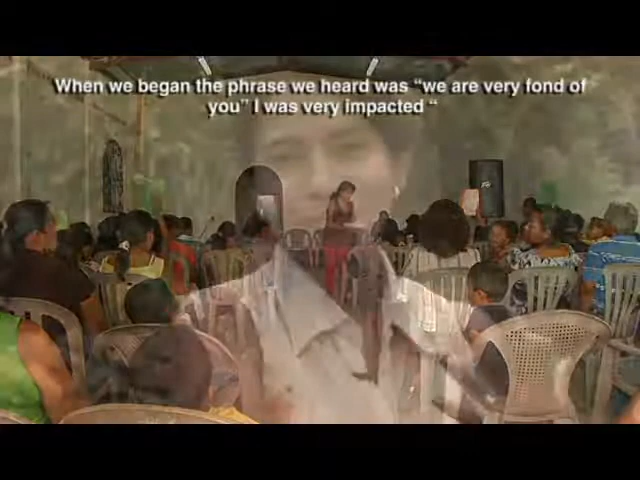 When we began the phrase we heard was “we are very fond of
you” I was very impacted “